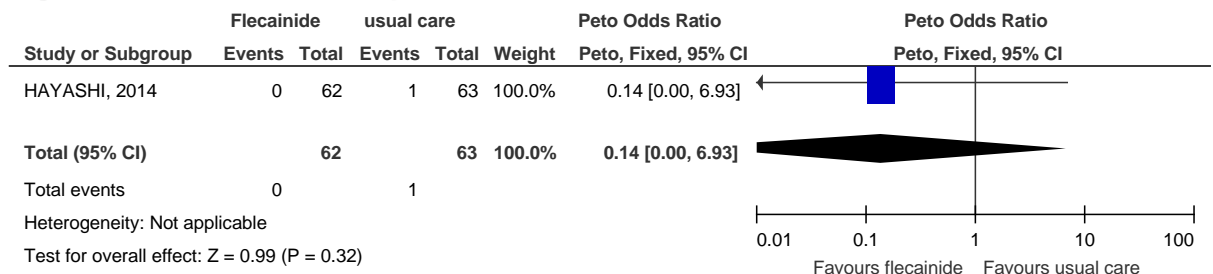 Flecainide usual care Peto Odds Ratio Peto Odds Ratio
Study or Subgroup Events Total Events Total Weight Peto, Fixed, 95% CI Peto, Fixed, 95% CI
HAYASHI, 2014 0 62 1 63 100.0% 0.14 [0.00, 6.93]
Total (95% CI) 62 63 100.0% 0.14 [0.00, 6.93]
Total events 0 1
Heterogeneity: Not applicable
Test for overall effect: Z = 0.99 (P = 0.32)
0.01 0.1 1 10 100
Favours flecainide Favours usual care